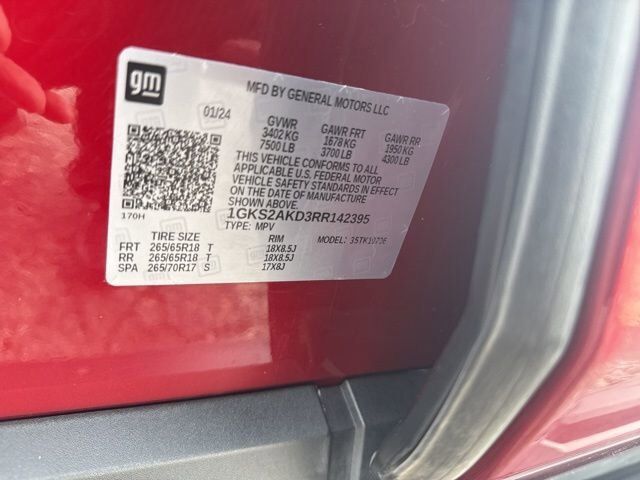 gm
MFD BY GENERAL MOTORS LLC
01/24
GVWR GAWR FRT GAWR RR
3402 KG 1678 KG 1950 KG
7500 LB 3700 LB 4300 LB
THIS VEHICLE CONFORMS TO ALL
APPLICABLE U.S. FEDERAL MOTOR
VEHICLE SAFETY STANDARDS IN EFFECT
ON THE DATE OF MANUFACTURE
SHOWN ABOVE.
170H
1GKS2AKD3RR142395
TYPE: MPV MODEL:
TIRE SIZE RIM
FRT 265/65R18 T 18X8.5J
RR 265/65R18 T 18X8.5J
SPA 265/70R17 S 17X8J